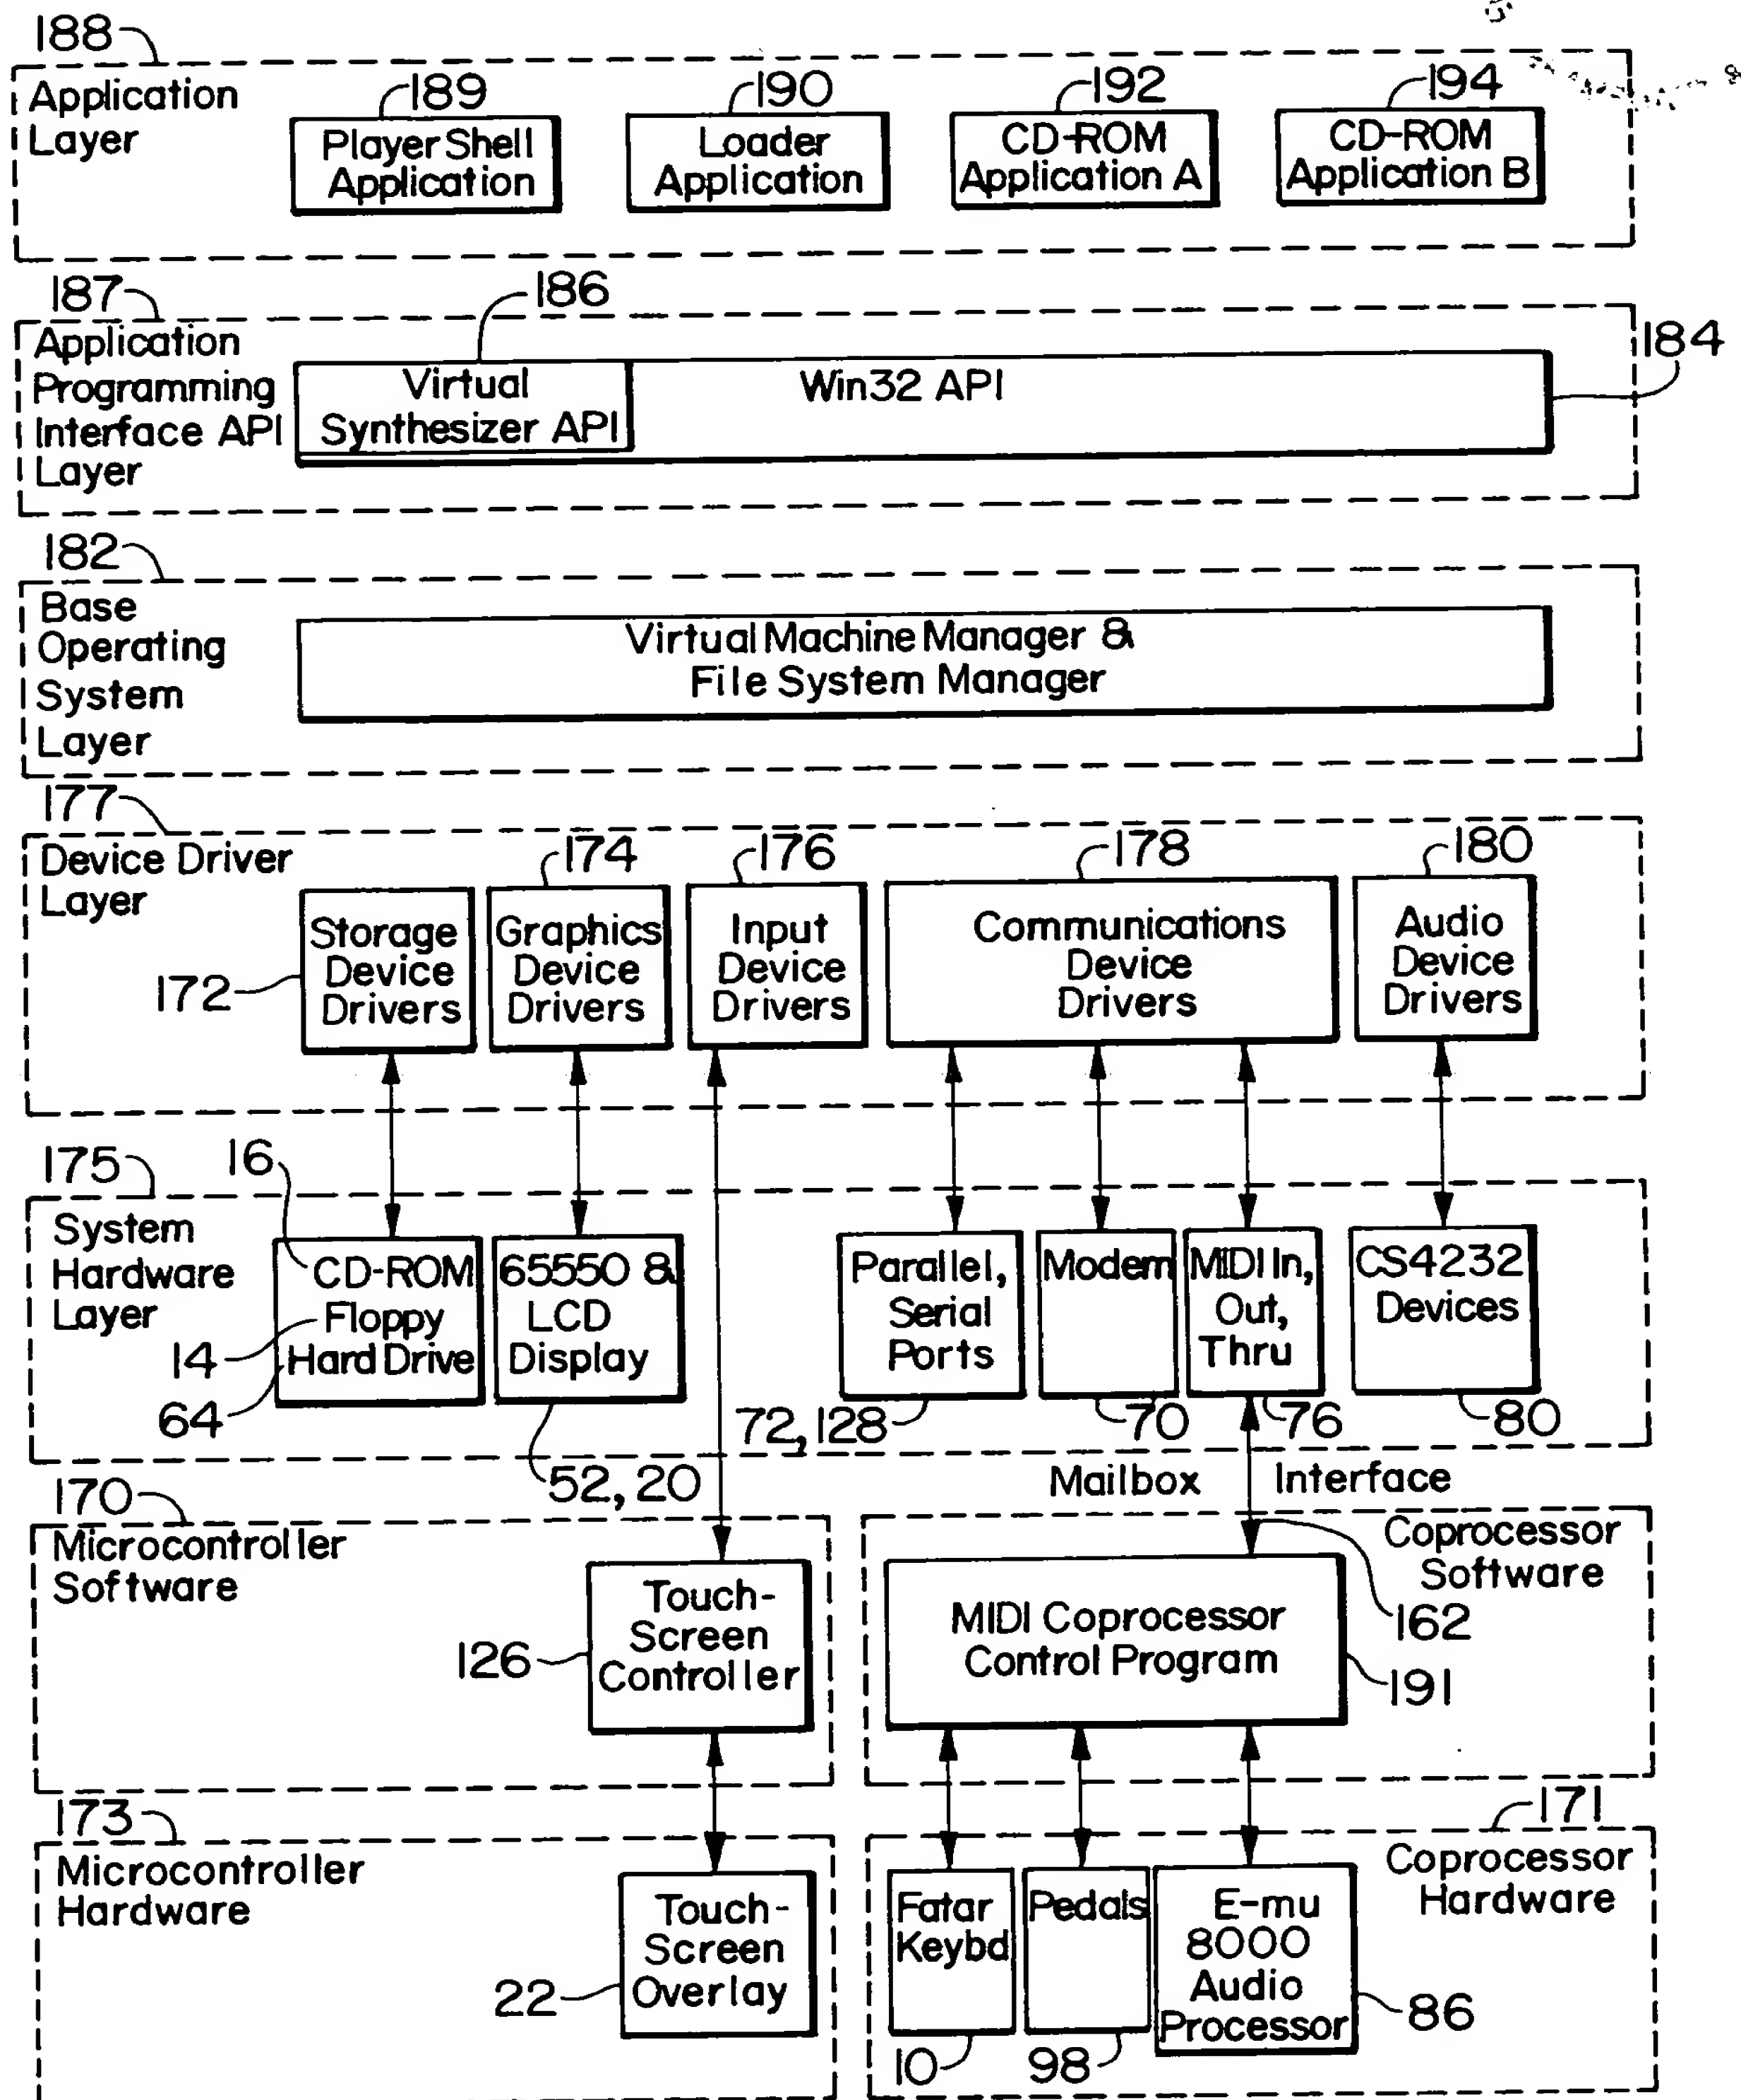 188
Application
Layer
189
Player Shell
Application
190
Loader
Application
192
CD-ROM
Application A
194
CD-ROM
Application B
187
Application
Programming
Interface API
Layer
186
Virtual
Synthesizer API
Win32 API
184
182
Base
Operating
System
Layer
Virtual Machine Manager &
File System Manager
177
Device Driver
Layer
172
Storage
Device
Drivers
174
Graphics
Device
Drivers
176
Input
Device
Drivers
178
Communications
Device
Drivers
180
Audio
Device
Drivers
175
System
Hardware
Layer
16
14
64
CD-ROM
Floppy
Hard Drive
65550 &
LCD
Display
52, 20
Parallel,
Serial
Ports
72, 128
Modem
70
MIDI In,
Out,
Thru
76
CS4232
Devices
80
Mailbox Interface
170
Microcontroller
Software
126
Touch-
Screen
Controller
Coprocessor
Software
162
MIDI Coprocessor
Control Program
191
173
Microcontroller
Hardware
22
Touch-
Screen
Overlay
171
Coprocessor
Hardware
Fatar
Keybd
10
Pedals
98
E-mu
8000
Audio
Processor
86